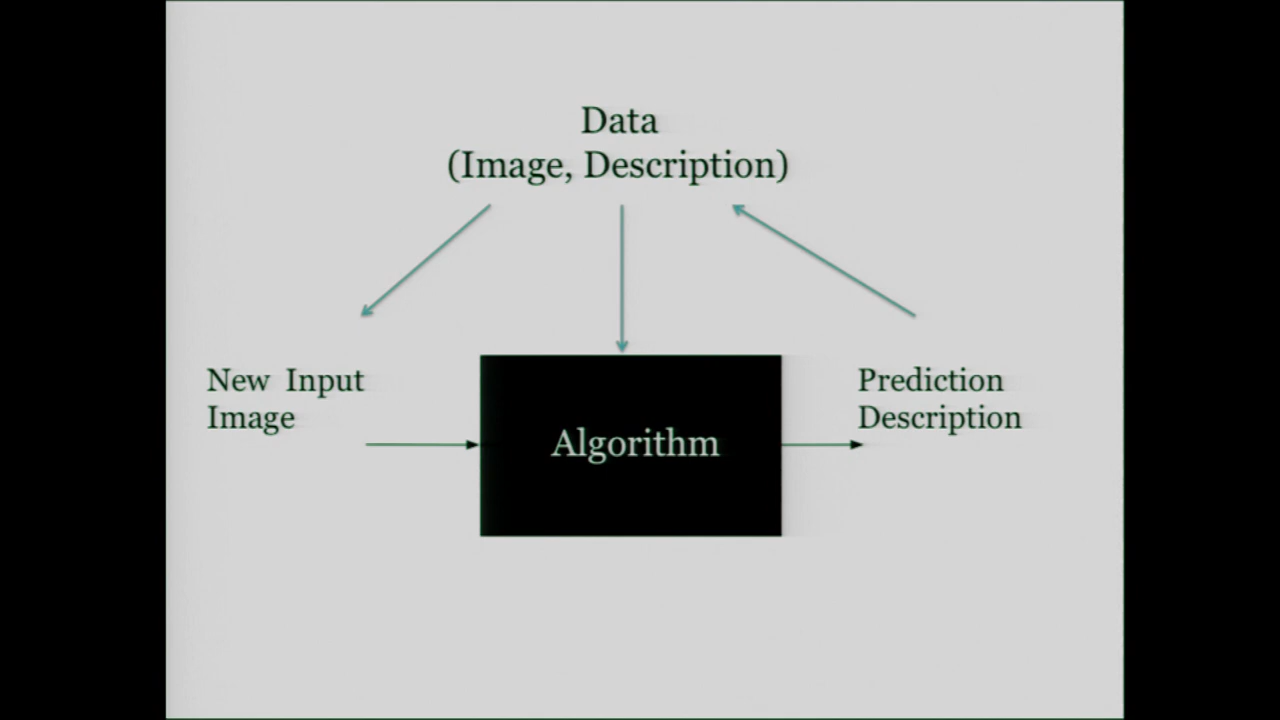 Data
(Image, Description)
New Input
Image
Algorithm
Prediction
Description